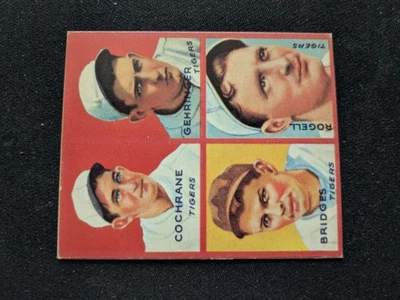 GEHRINGER
TIGERS
ROGELL
TIGERS
COCHRANE
TIGERS
BRIDGES
TIGERS